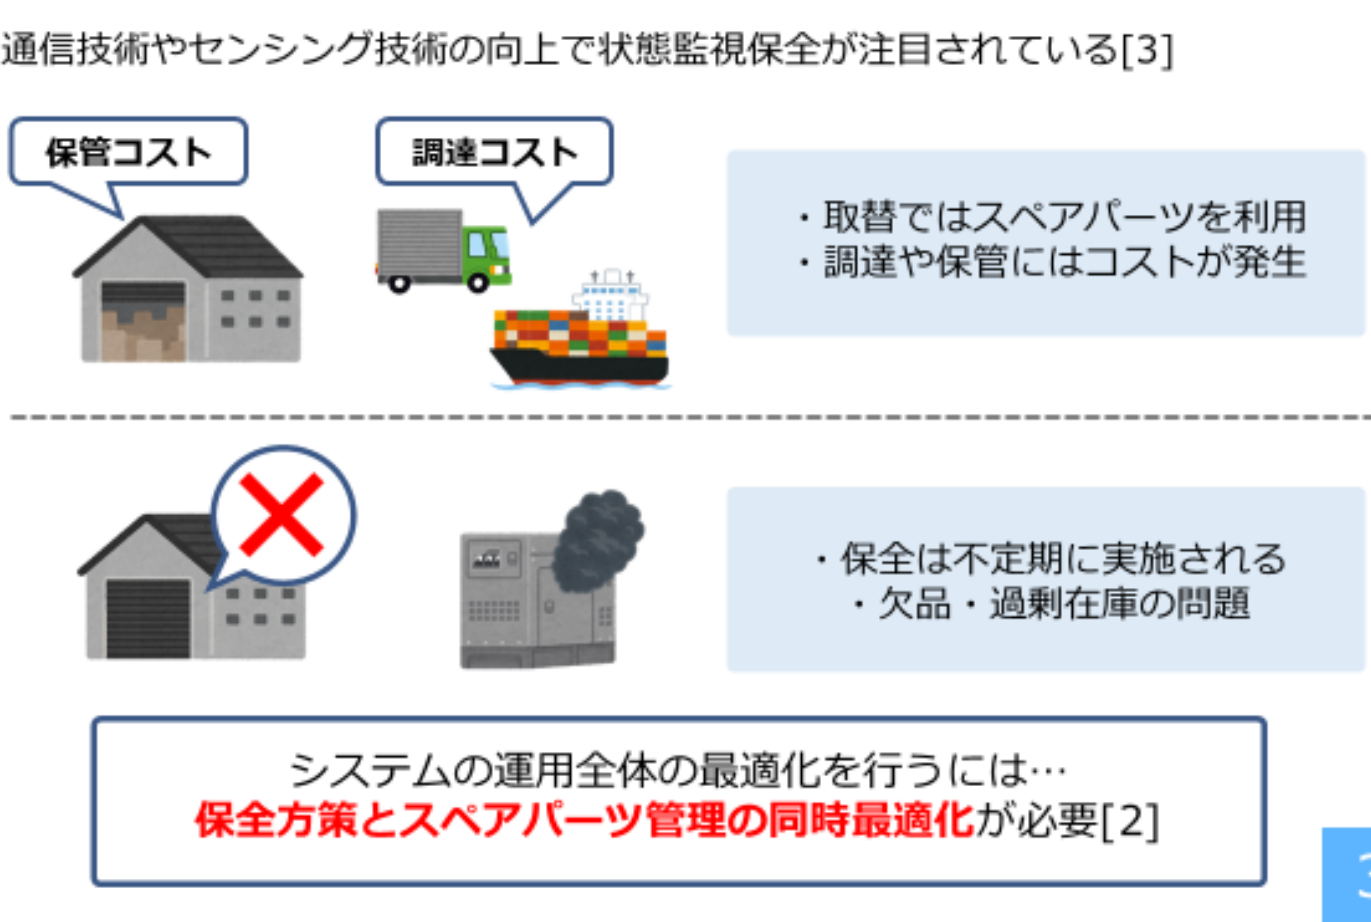 通信技術やセンシング技術の向上で状態監視保全が注目されている[3]
保管コスト
調達コスト
・取替ではスペアパーツを利用
・調達や保管にはコストが発生
・保全は不定期に実施される
・欠品・過剰在庫の問題
システムの運用全体の最適化を行うには…
保全方策とスペアパーツ管理の同時最適化が必要[2]
3